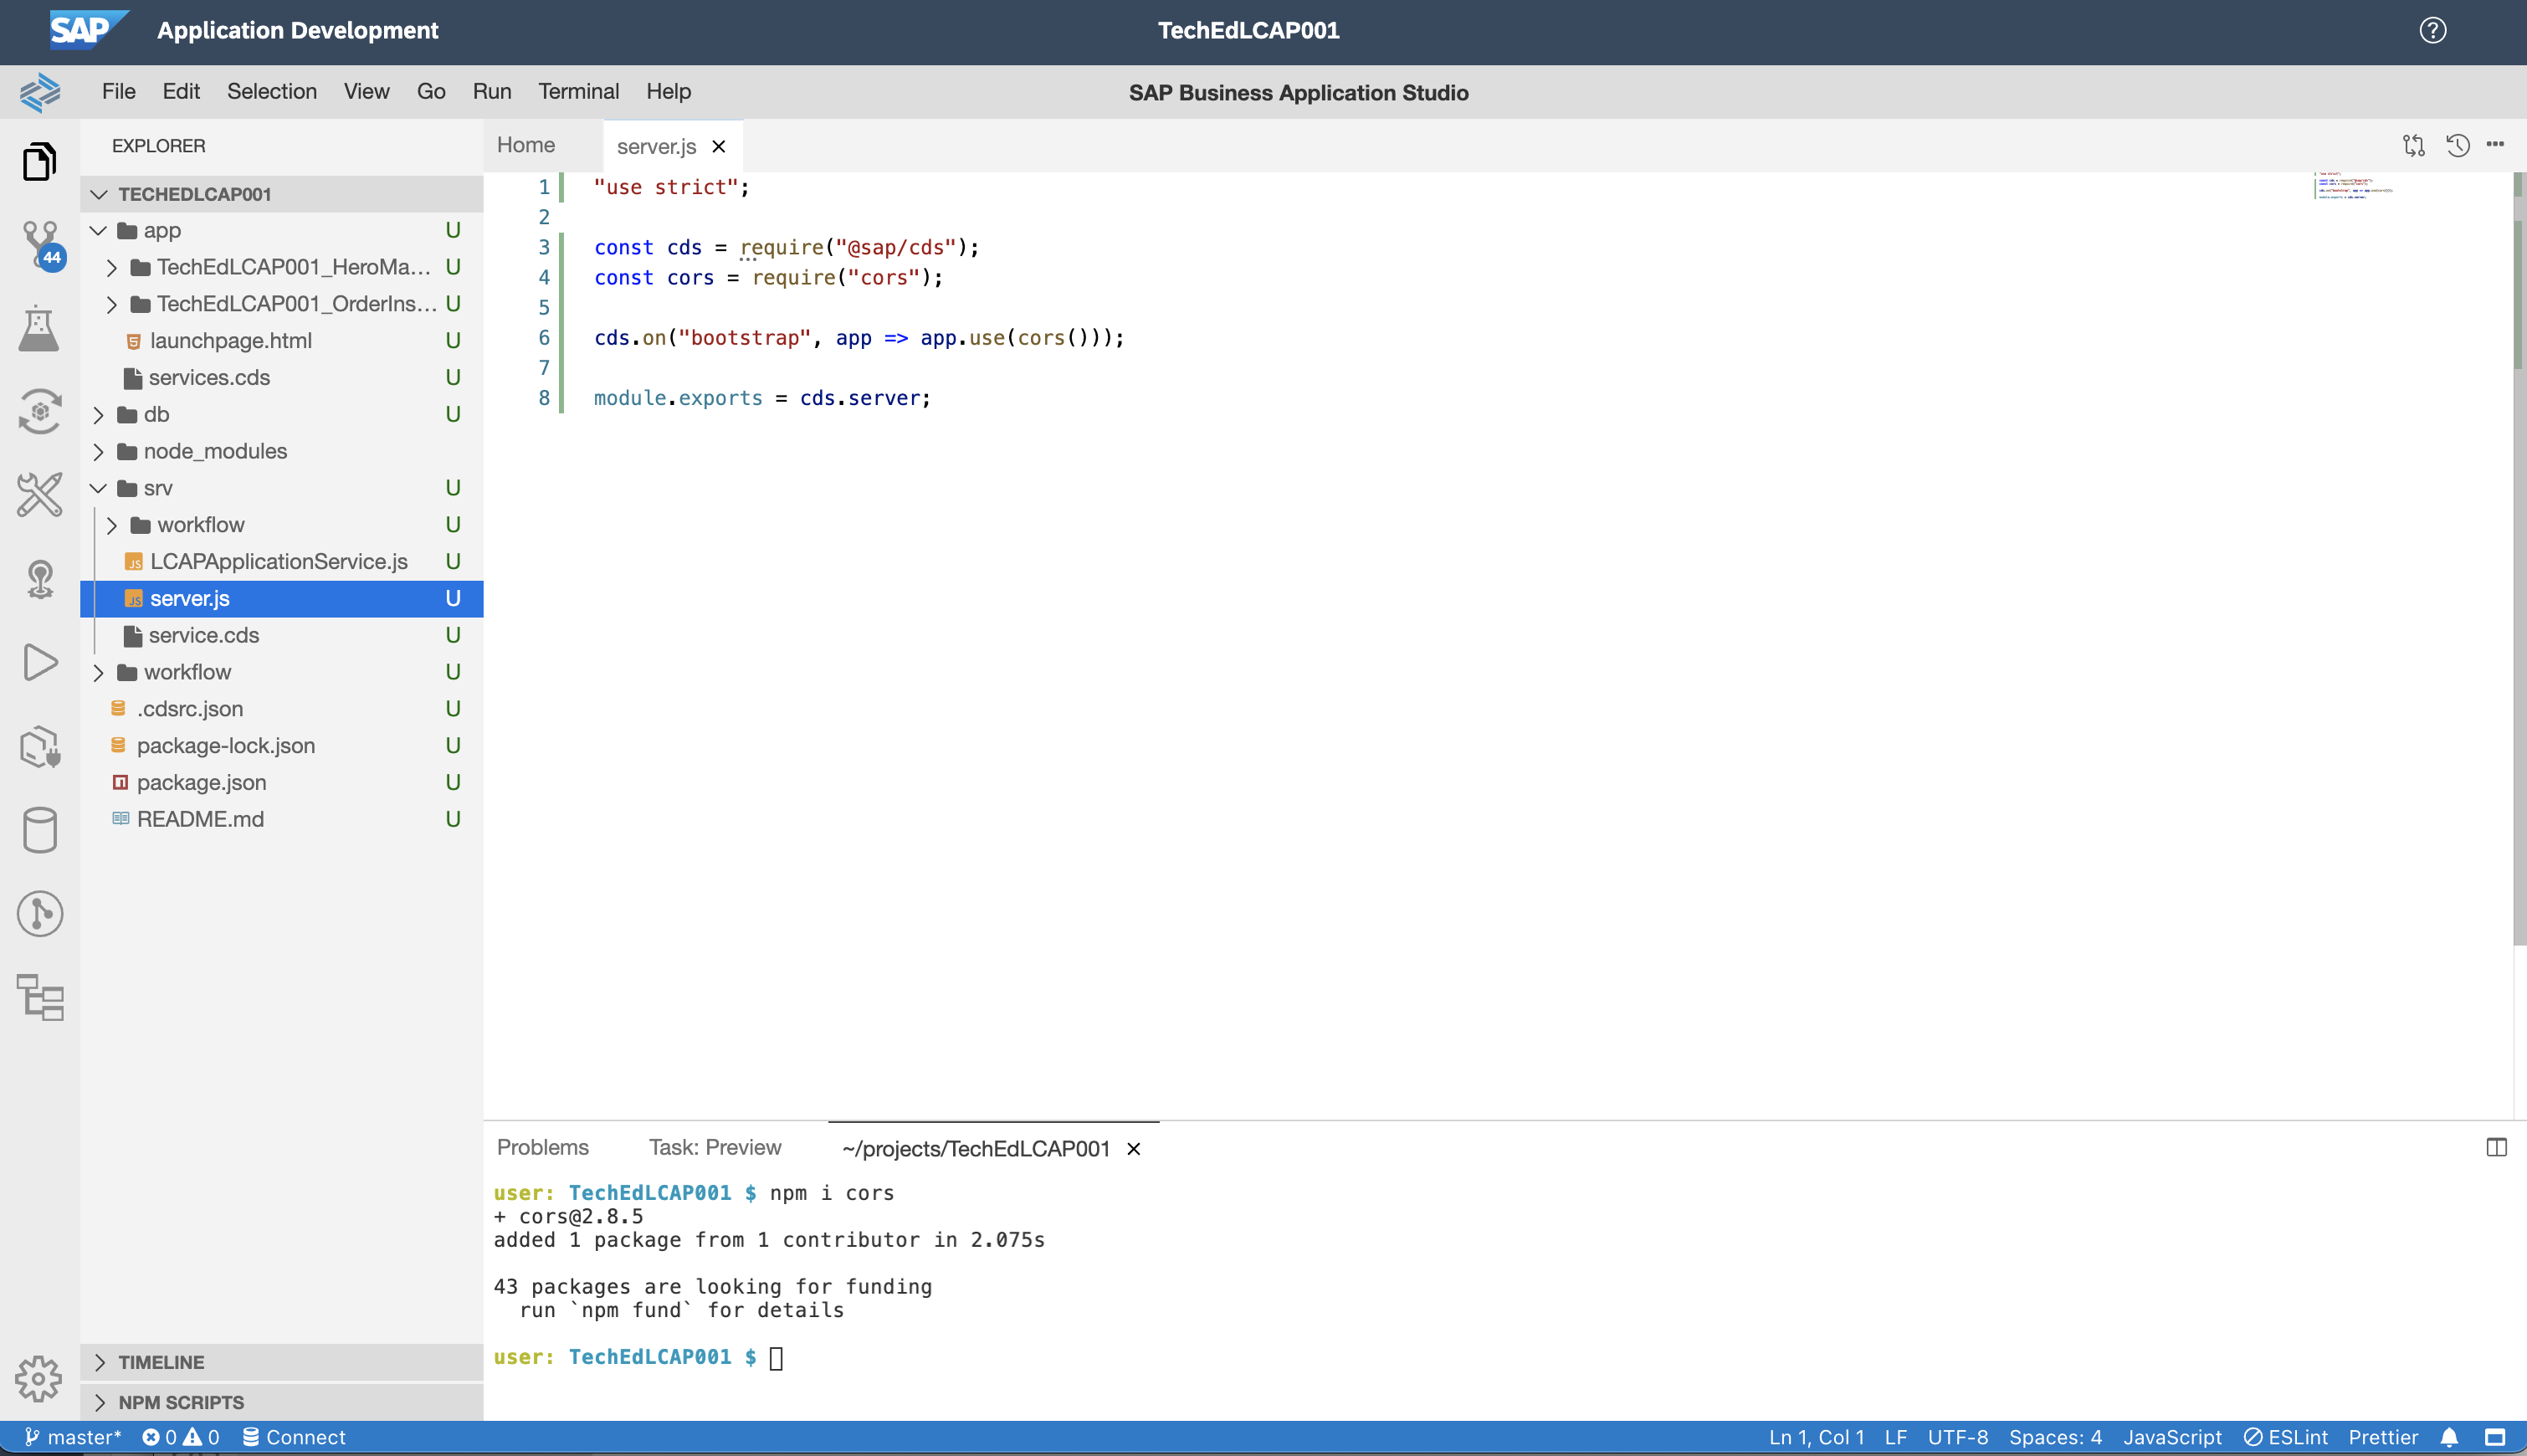 SAP Application Development TechEdLCAP001 ?
File Edit Selection View Go Run Terminal Help SAP Business Application Studio
EXPLORER
44
TECHEDLCAP001
app U
TechEdLCAP001_HeroMa... U
TechEdLCAP001_OrderIns... U
launchpage.html U
services.cds U
db U
node_modules
srv U
workflow U
JS LCAPApplicationService.js U
JS server.js U
service.cds U
workflow U
.cdsrc.json U
package-lock.json U
package.json U
README.md U
TIMELINE
NPM SCRIPTS
Home server.js
1 "use strict";
2
3 const cds = require("@sap/cds");
4 const cors = require("cors");
5
6 cds.on("bootstrap", app => app.use(cors()));
7
8 module.exports = cds.server;
Problems Task: Preview ~/projects/TechEdLCAP001
user: TechEdLCAP001 $ npm i cors
+ cors@2.8.5
added 1 package from 1 contributor in 2.075s
43 packages are looking for funding
run `npm fund` for details
user: TechEdLCAP001 $
master* 0 0 Connect Ln 1, Col 1 LF UTF-8 Spaces: 4 JavaScript ESLint Prettier